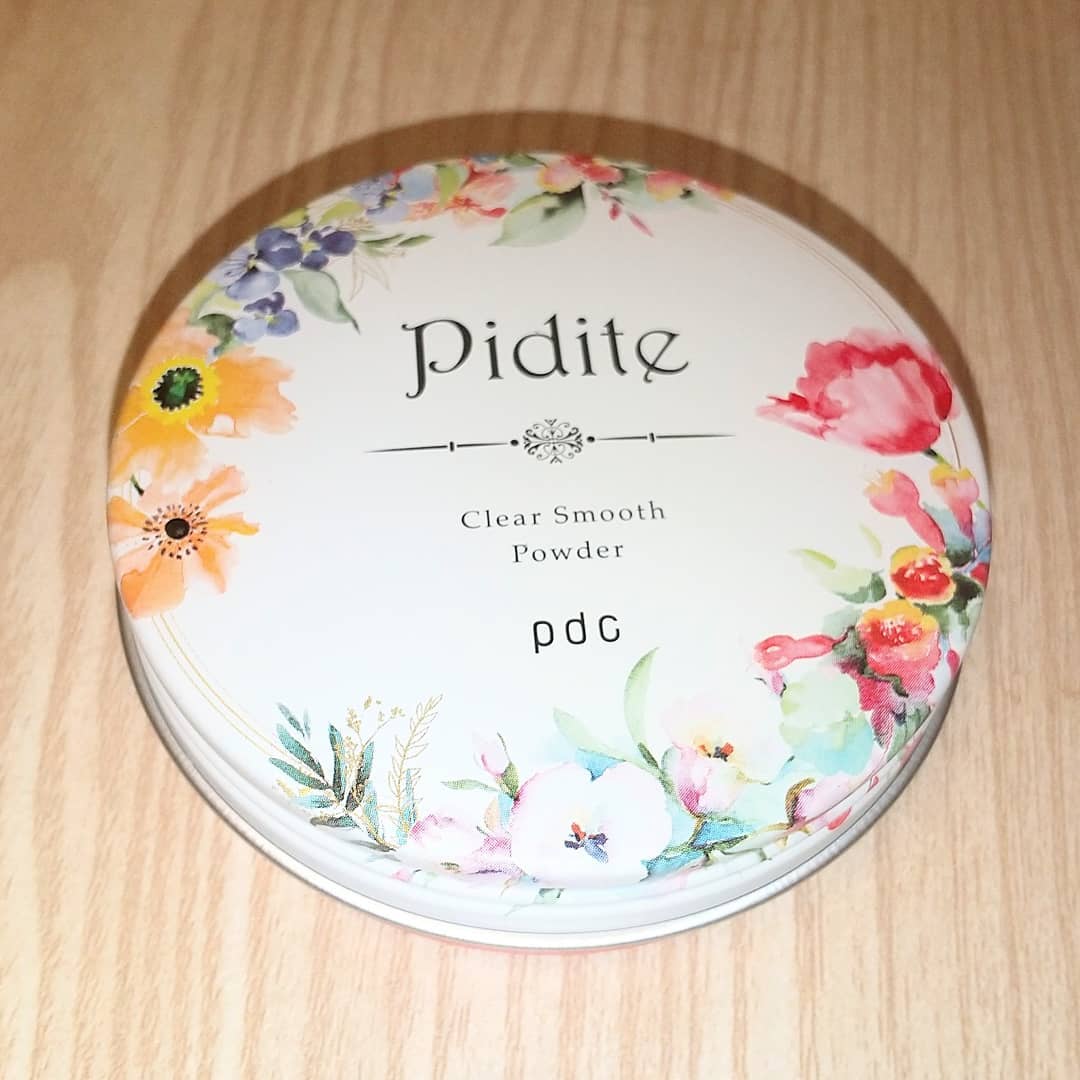 Pidite
Clear Smooth
Powder
pdc